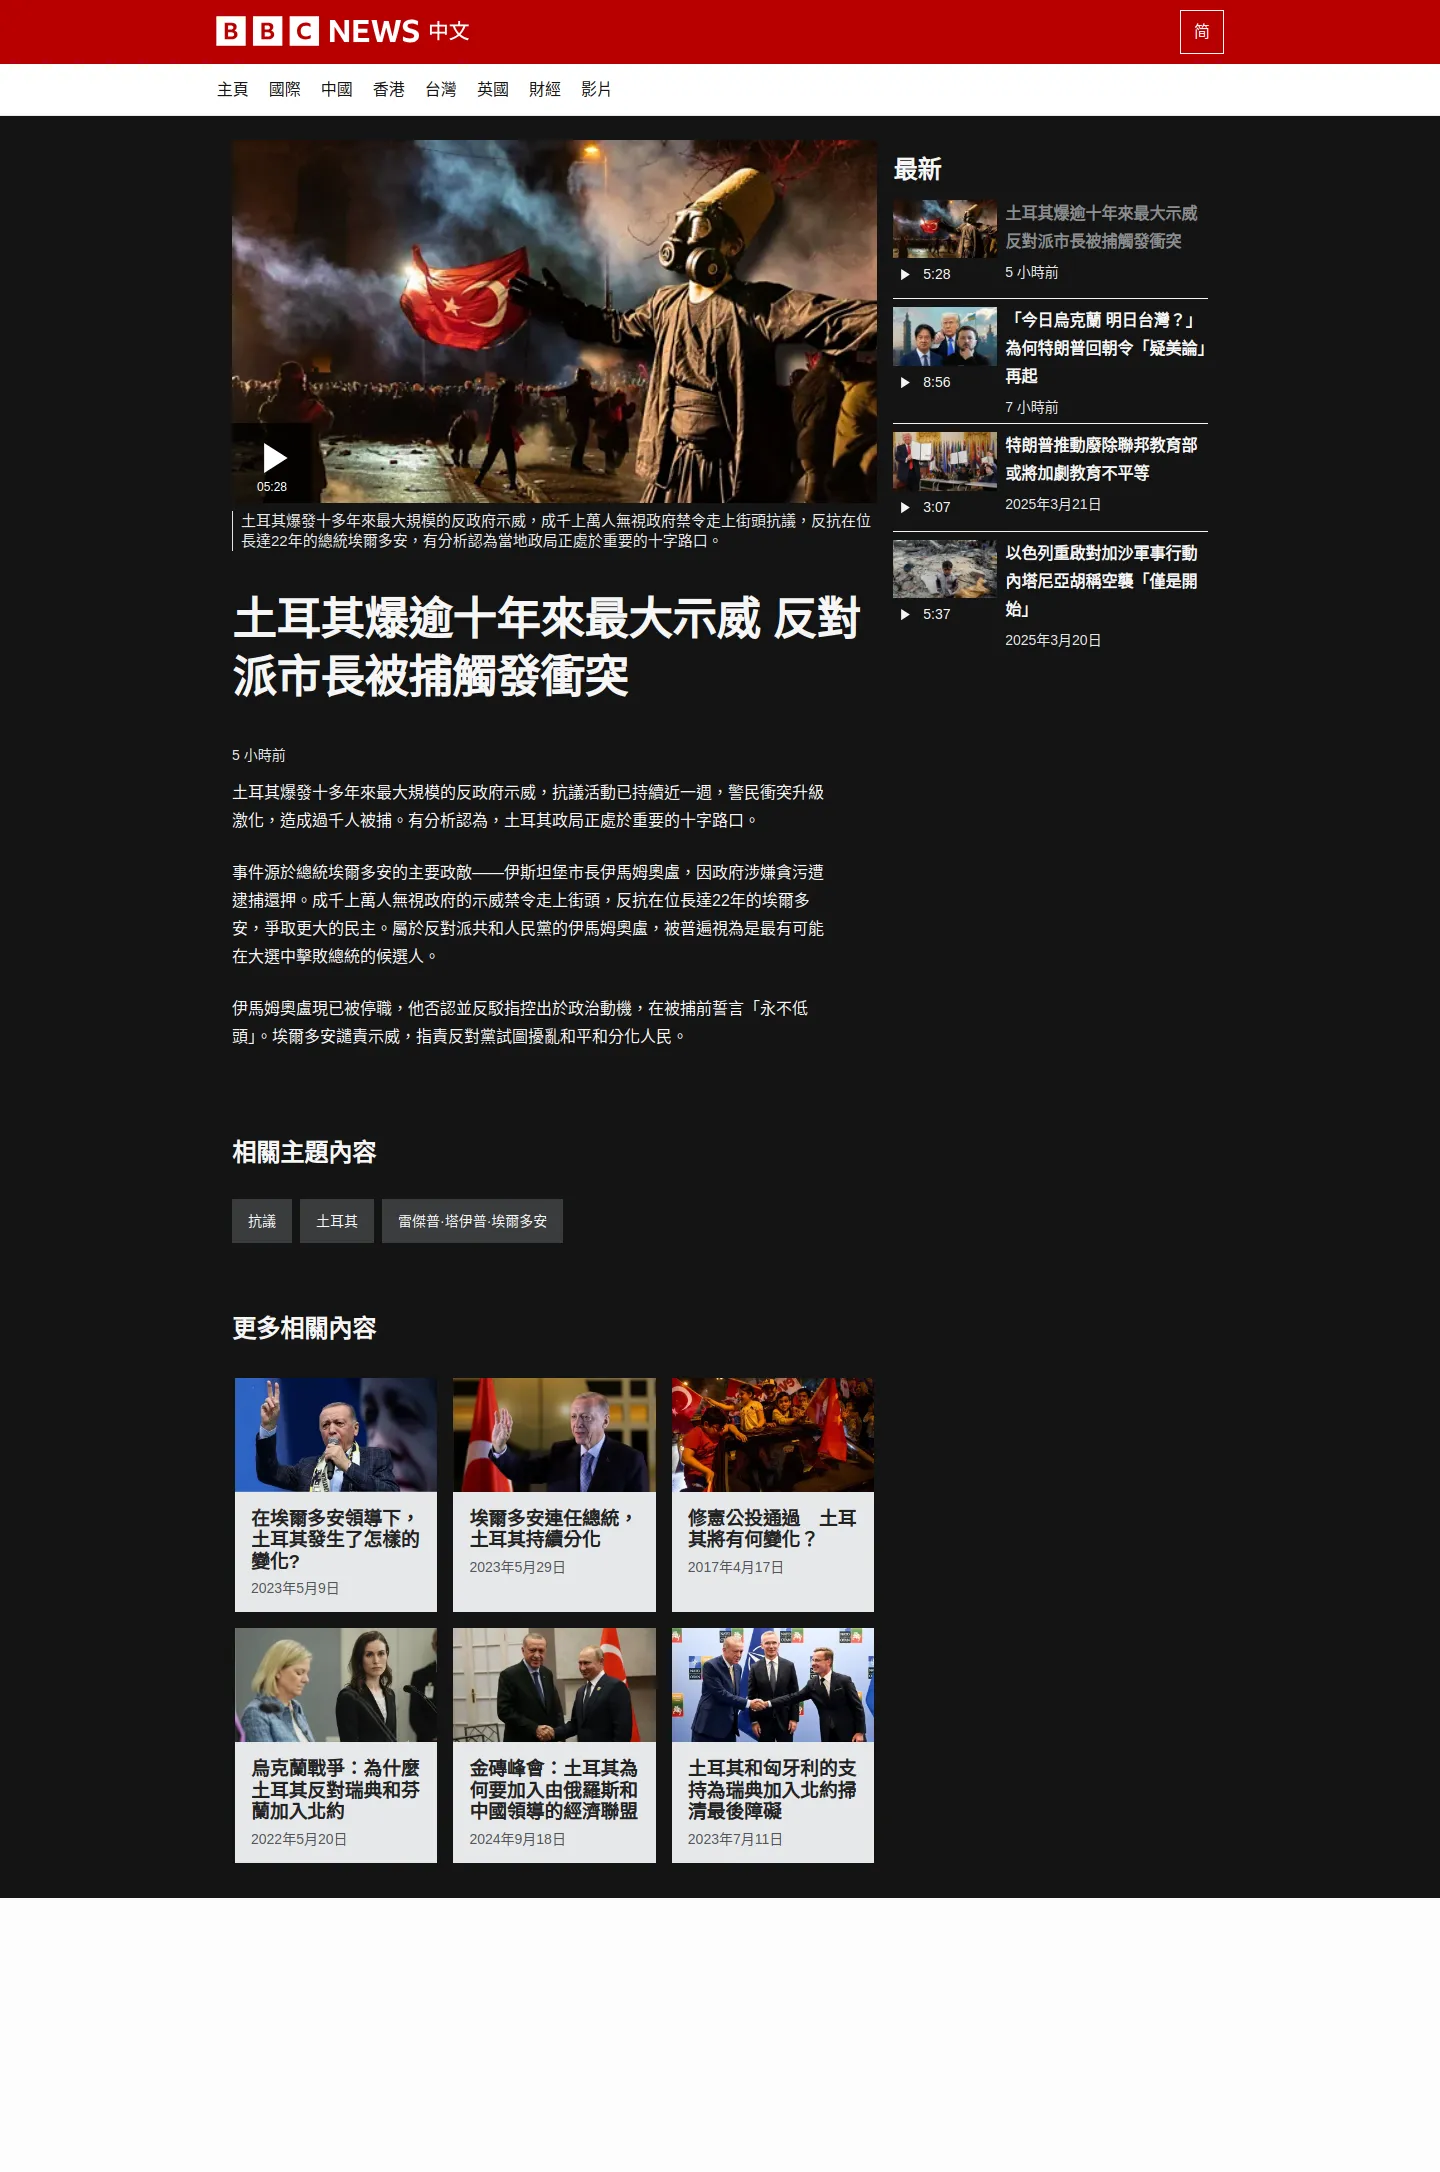 BBC NEWS 中文
简
主頁 國際 中國 香港 台灣 英國 財經 影片
05:28
土耳其爆發十多年來最大規模的反政府示威，成千上萬人無視政府禁令走上街頭抗議，反抗在位
長達22年的總統埃爾多安，有分析認為當地政局正處於重要的十字路口。
土耳其爆逾十年來最大示威 反對
派市長被捕觸發衝突
5 小時前
土耳其爆發十多年來最大規模的反政府示威，抗議活動已持續近一週，警民衝突升級
激化，造成過千人被捕。有分析認為，土耳其政局正處於重要的十字路口。
事件源於總統埃爾多安的主要政敵——伊斯坦堡市長伊馬姆奧盧，因政府涉嫌貪污遭
逮捕還押。成千上萬人無視政府的示威禁令走上街頭，反抗在位長達22年的埃爾多
安，爭取更大的民主。屬於反對派共和人民黨的伊馬姆奧盧，被普遍視為是最有可能
在大選中擊敗總統的候選人。
伊馬姆奧盧現已被停職，他否認並反駁指控出於政治動機，在被捕前誓言「永不低
頭」。埃爾多安譴責示威，指責反對黨試圖擾亂和平和分化人民。
最新
土耳其爆逾十年來最大示威
反對派市長被捕觸發衝突
5:28
5 小時前
「今日烏克蘭 明日台灣？」
為何特朗普回朝令「疑美論」
再起
8:56
7 小時前
特朗普推動廢除聯邦教育部
或將加劇教育不平等
3:07
2025年3月21日
以色列重啟對加沙軍事行動
內塔尼亞胡稱空襲「僅是開
始」
5:37
2025年3月20日
相關主題內容
抗議
土耳其
雷傑普·塔伊普·埃爾多安
更多相關內容
在埃爾多安領導下，
土耳其發生了怎樣的
變化?
2023年5月9日
埃爾多安連任總統，
土耳其持續分化
2023年5月29日
修憲公投通過　土耳
其將有何變化？
2017年4月17日
烏克蘭戰爭：為什麼
土耳其反對瑞典和芬
蘭加入北約
2022年5月20日
金磚峰會：土耳其為
何要加入由俄羅斯和
中國領導的經濟聯盟
2024年9月18日
土耳其和匈牙利的支
持為瑞典加入北約掃
清最後障礙
2023年7月11日